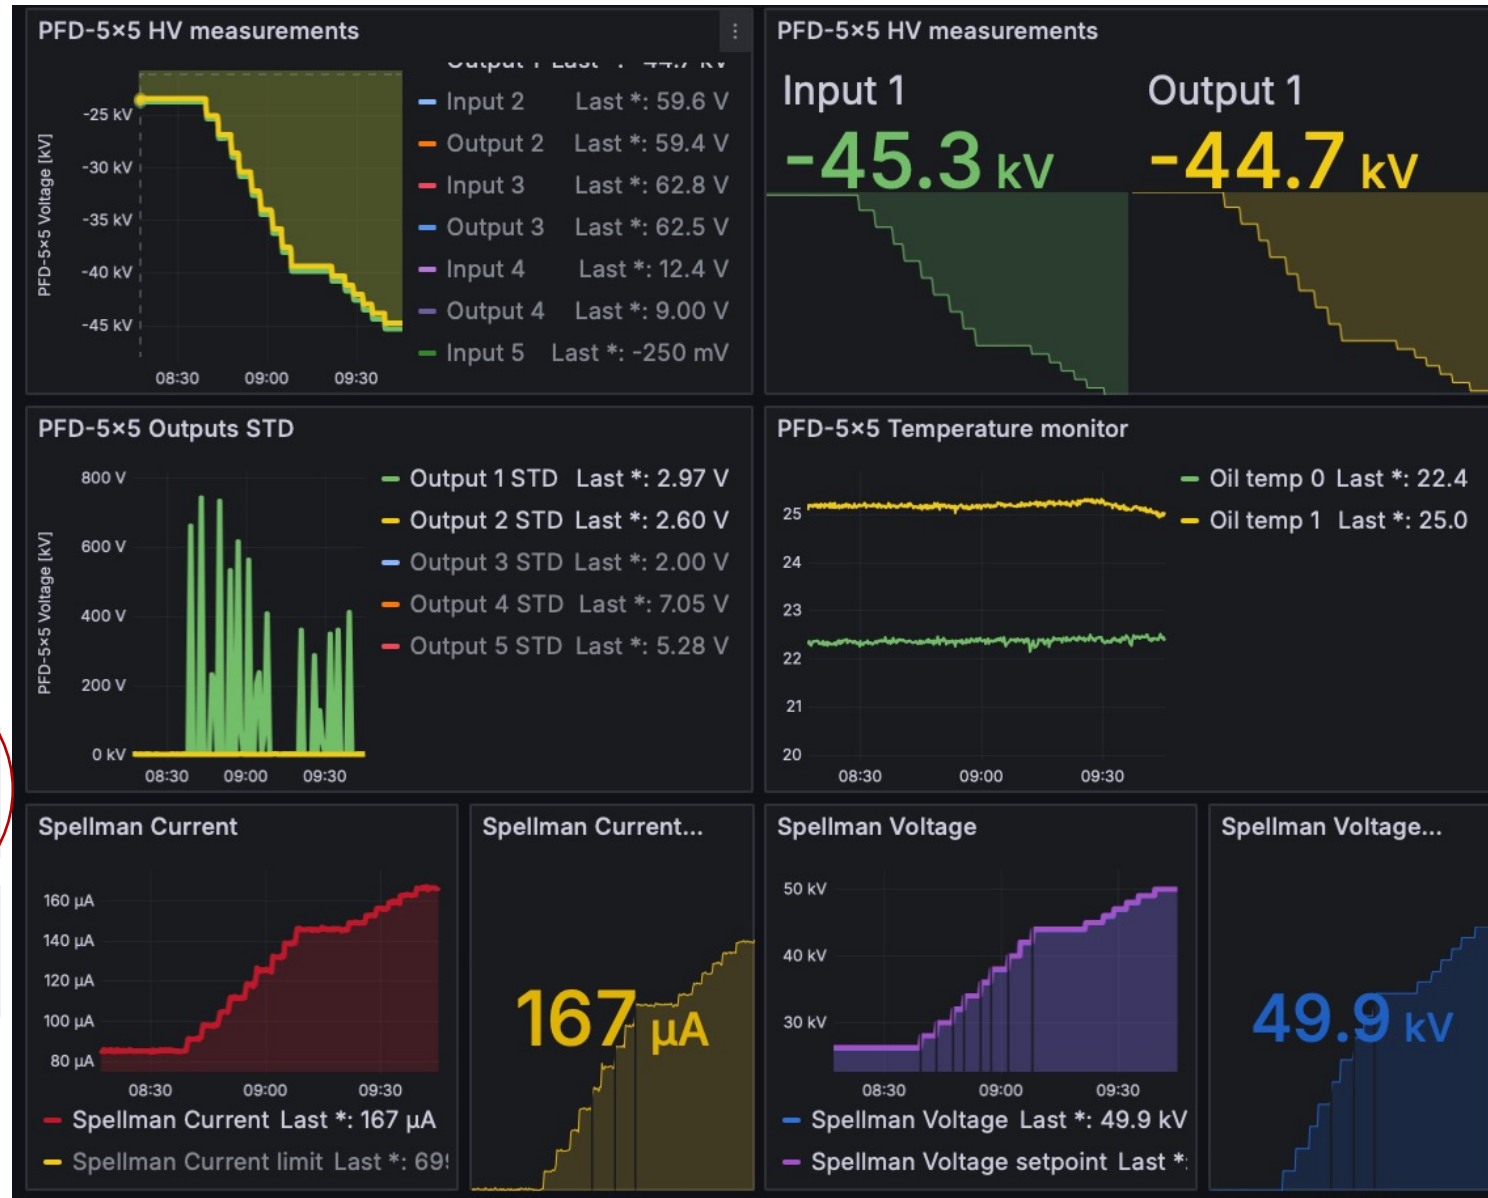 PFD-5×5 HV measurements
-25 kV
-30 kV
-35 kV
-40 kV
-45 kV
PFD-5×5 Voltage [kV]
08:30 09:00 09:30
Output 1 Last *: -44.7 kV
Input 2 Last *: 59.6 V
Output 2 Last *: 59.4 V
Input 3 Last *: 62.8 V
Output 3 Last *: 62.5 V
Input 4 Last *: 12.4 V
Output 4 Last *: 9.00 V
Input 5 Last *: -250 mV
PFD-5×5 HV measurements
Input 1
-45.3 kV
Output 1
-44.7 kV
PFD-5×5 Outputs STD
800 V
600 V
400 V
200 V
0 kV
PFD-5×5 Voltage [kV]
08:30 09:00 09:30
Output 1 STD Last *: 2.97 V
Output 2 STD Last *: 2.60 V
Output 3 STD Last *: 2.00 V
Output 4 STD Last *: 7.05 V
Output 5 STD Last *: 5.28 V
PFD-5×5 Temperature monitor
25
24
23
22
21
20
08:30 09:00 09:30
Oil temp 0 Last *: 22.4
Oil temp 1 Last *: 25.0
Spellman Current
160 µA
140 µA
120 µA
100 µA
80 µA
08:30 09:00 09:30
Spellman Current Last *: 167 µA
Spellman Current limit Last *: 69
Spellman Current...
167 µA
Spellman Voltage
50 kV
40 kV
30 kV
08:30 09:00 09:30
Spellman Voltage Last *: 49.9 kV
Spellman Voltage setpoint Last *:
Spellman Voltage...
49.9 kV